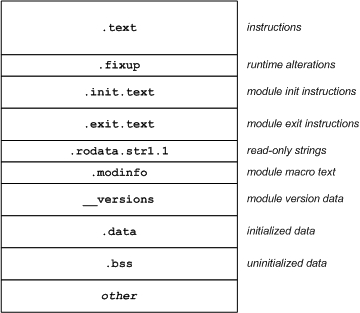 .text instructions
.fixup runtime alterations
.init.text module init instructions
.exit.text module exit instructions
.rodata.str1.1 read-only strings
.modinfo module macro text
__versions module version data
.data initialized data
.bss uninitialized data
other